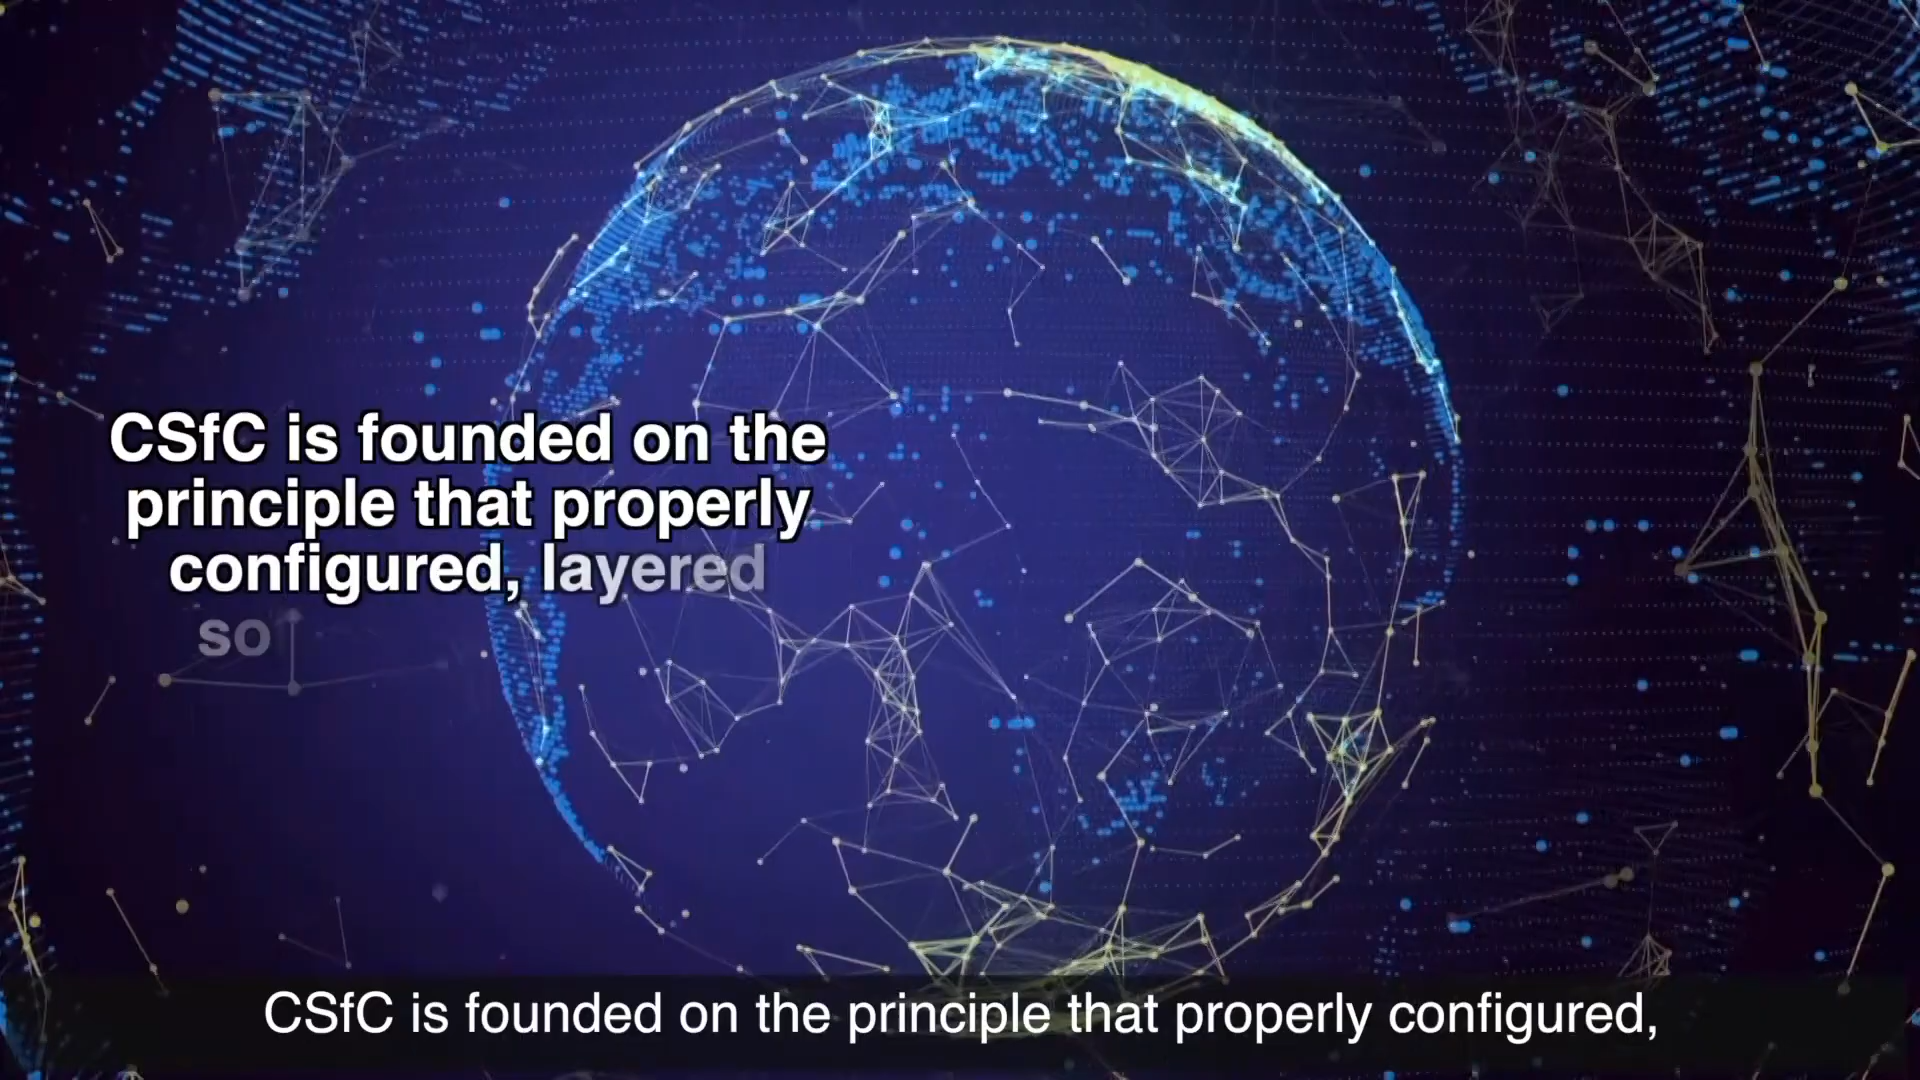 CSfC is founded on the
principle that properly
configured, layered
so
CSfC is founded on the principle that properly configured,